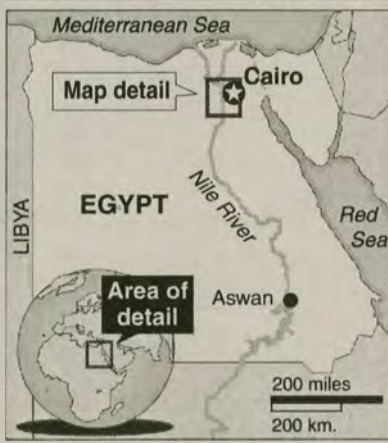 Mediterranean Sea
Cairo
Map detail
Nile River
EGYPT
LIBYA
Red
Sea
Area of
detail
Aswan
200 miles
200 km.